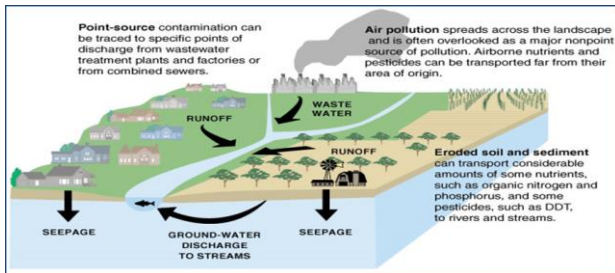 Point-source contamination can
be traced to specific points of
discharge from wastewater
treatment plants and factories or
from combined sewers.
Air pollution spreads across the landscape
and is often overlooked as a major nonpoint
source of pollution. Airborne nutrients and
pesticides can be transported far from their
area of origin.
WASTE
WATER
RUNOFF
RUNOFF
Eroded soil and sediment
can transport considerable
amounts of some nutrients,
such as organic nitrogen and
phosphorus, and some
pesticides, such as DDT,
to rivers and streams.
SEEPAGE
SEEPAGE
GROUND-WATER
DISCHARGE
TO STREAMS